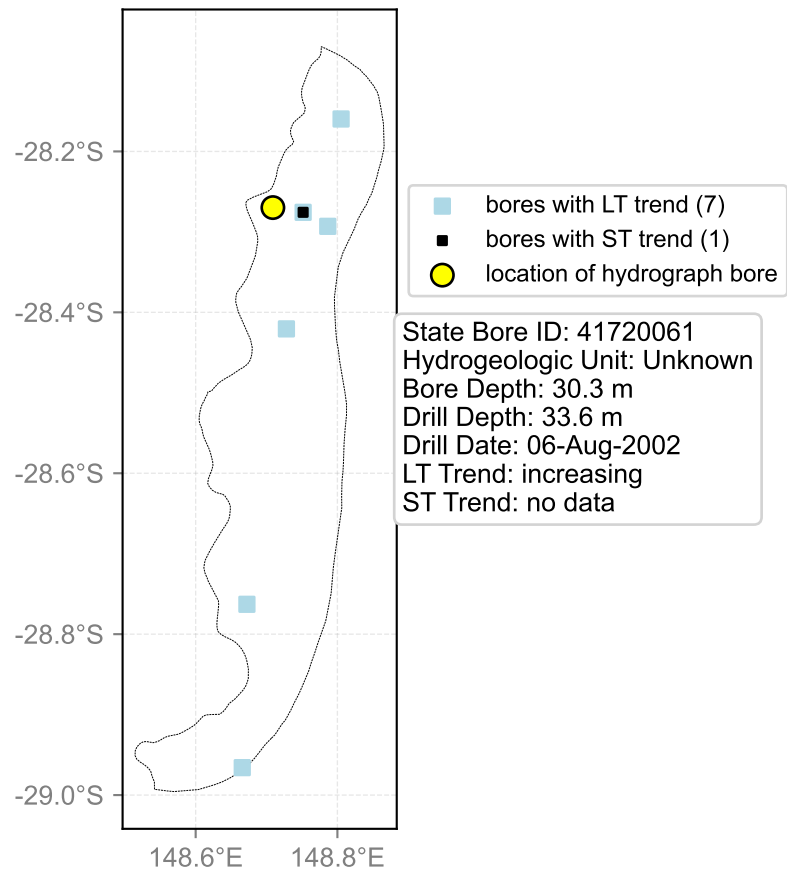 -28.2°S
-28.4°S
-28.6°S
-28.8°S
-29.0°S
148.6°E
148.8°E
bores with LT trend (7)
bores with ST trend (1)
location of hydrograph bore
State Bore ID: 41720061
Hydrogeologic Unit: Unknown
Bore Depth: 30.3 m
Drill Depth: 33.6 m
Drill Date: 06-Aug-2002
LT Trend: increasing
ST Trend: no data